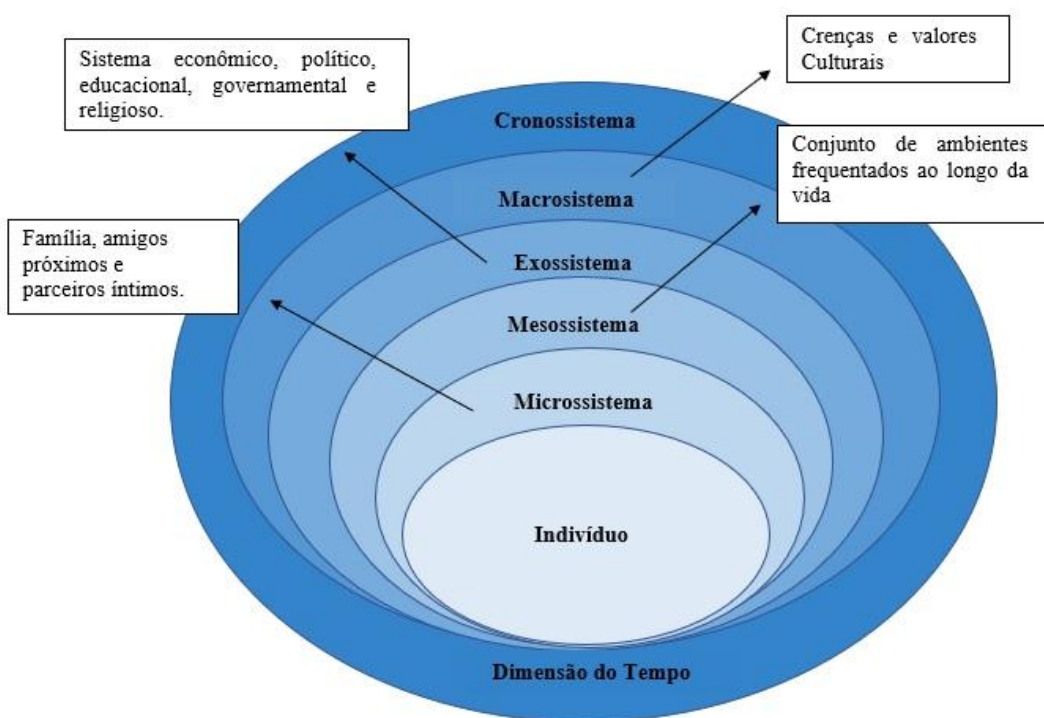 Sistema econômico, político,
educacional, governamental e
religioso.
Crenças e valores
Culturais
Cronossistema
Conjunto de ambientes
frequentados ao longo da
vida
Macrosistema
Família, amigos
próximos e
parceiros íntimos.
Exossistema
Mesossistema
Microssistema
Indivíduo
Dimensão do Tempo